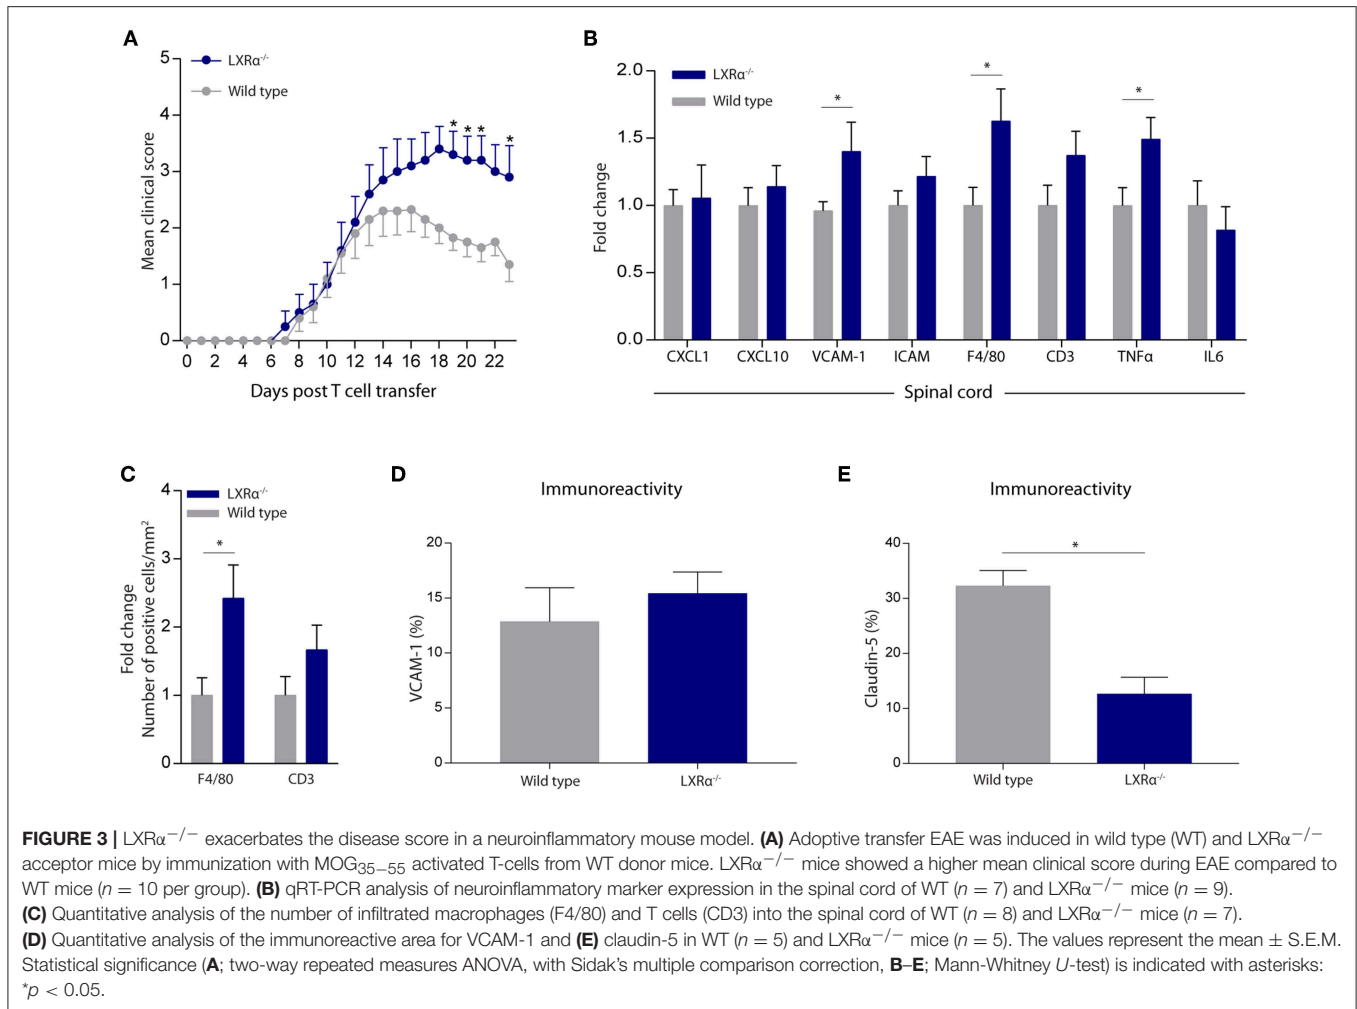 A
5
4
3
2
1
0
Mean clinical score
LXRα-/-
Wild type
* * * *
0 2 4 6 8 10 12 14 16 18 20 22
Days post T cell transfer
B
2.0
1.5
1.0
0.5
0.0
Fold change
LXRα-/-
Wild type
* * *
CXCL1 CXCL10 VCAM-1 ICAM F4/80 CD3 TNFα IL6
Spinal cord
C
4
3
2
1
0
Fold change
Number of positive cells/mm²
LXRα-/-
Wild type
*
F4/80 CD3
D
Immunoreactivity
20
15
10
5
0
VCAM-1 (%)
Wild type LXRα-/-
E
Immunoreactivity
40
30
20
10
0
Claudin-5 (%)
*
Wild type LXRα-/-
FIGURE 3 | LXRα−/− exacerbates the disease score in a neuroinflammatory mouse model. (A) Adoptive transfer EAE was induced in wild type (WT) and LXRα−/−
acceptor mice by immunization with MOG35−55 activated T-cells from WT donor mice. LXRα−/− mice showed a higher mean clinical score during EAE compared to
WT mice (n = 10 per group). (B) qRT-PCR analysis of neuroinflammatory marker expression in the spinal cord of WT (n = 7) and LXRα−/− mice (n = 9).
(C) Quantitative analysis of the number of infiltrated macrophages (F4/80) and T cells (CD3) into the spinal cord of WT (n = 8) and LXRα−/− mice (n = 7).
(D) Quantitative analysis of the immunoreactive area for VCAM-1 and (E) claudin-5 in WT (n = 5) and LXRα−/− mice (n = 5). The values represent the mean ± S.E.M.
Statistical significance (A; two-way repeated measures ANOVA, with Sidak's multiple comparison correction, B–E; Mann-Whitney U-test) is indicated with asterisks:
*p < 0.05.